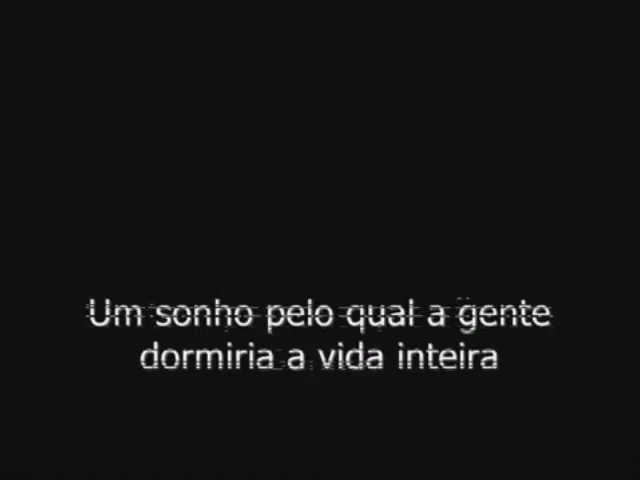 Um sonho pelo qual a gente
dormiria a vida inteira